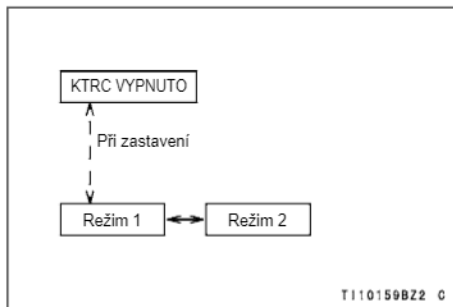 KTRC VYPNUTO
Při zastavení
Režim 1
Režim 2
TI10159BZ2 C